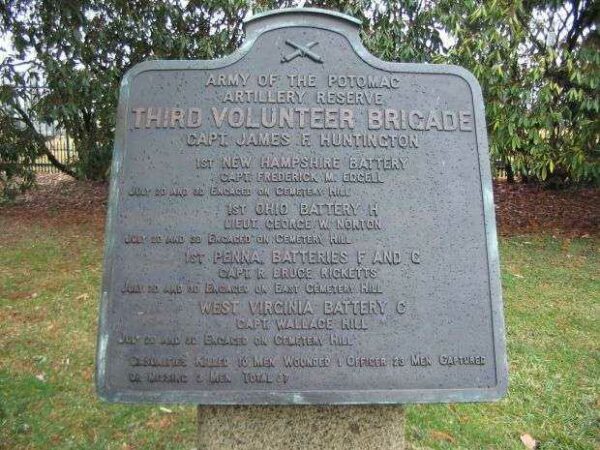 ARMY OF THE POTOMAC
ARTILLERY RESERVE
THIRD VOLUNTEER BRIGADE
CAPT. JAMES F. HUNTINGTON
1ST NEW HAMPSHIRE BATTERY
CAPT. FREDERICK M. EDGELL
JULY 2D AND 3D ENGAGED ON CEMETERY HILL
1ST OHIO BATTERY H
LIEUT. GEORGE W. NORTON
JULY 2D AND 3D ENGAGED ON CEMETERY HILL
1ST PENNA. BATTERIES F AND G
CAPT. R. BRUCE RICKETTS
JULY 2D AND 3D ENGAGED ON EAST CEMETERY HILL
WEST VIRGINIA BATTERY C
CAPT. WALLACE HILL
JULY 2D AND 3D ENGAGED ON CEMETERY HILL
CASUALTIES KILLED 10 MEN WOUNDED 1 OFFICER 23 MEN CAPTURED
OR MISSING 3 MEN TOTAL 37